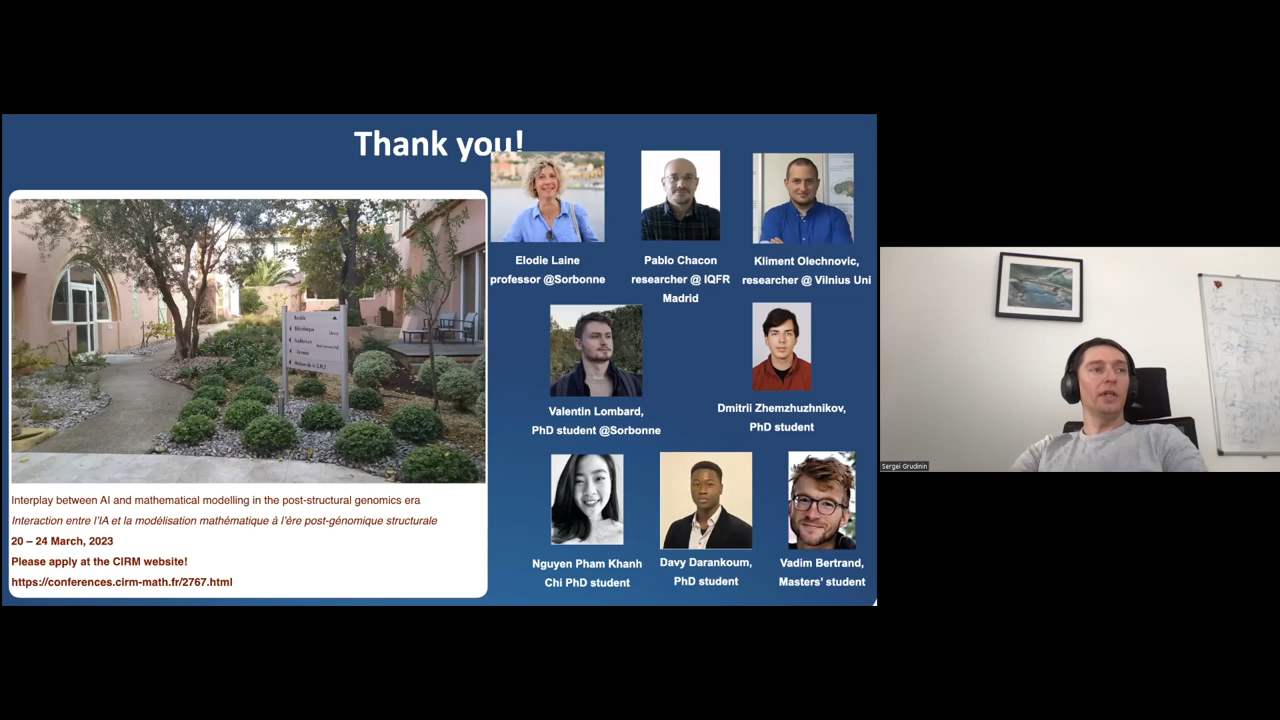 Thank you!
Elodie Laine
professor @Sorbonne
Pablo Chacon
researcher @ IQFR
Madrid
Kliment Olechnovic,
researcher @ Vilnius Uni
Valentin Lombard,
PhD student @Sorbonne
Dmitrii Zhemzhuzhnikov,
PhD student
Nguyen Pham Khanh
Chi PhD student
Davy Darankoum,
PhD student
Vadim Bertrand,
Masters' student
Bibliothèque
Auditorium
Interplay between AI and mathematical modelling in the post-structural genomics era
Interaction entre l'IA et la modélisation mathématique à l'ère post-génomique structurale
20 – 24 March, 2023
Please apply at the CIRM website!
https://conferences.cirm-math.fr/2767.html
Sergei Grudinin